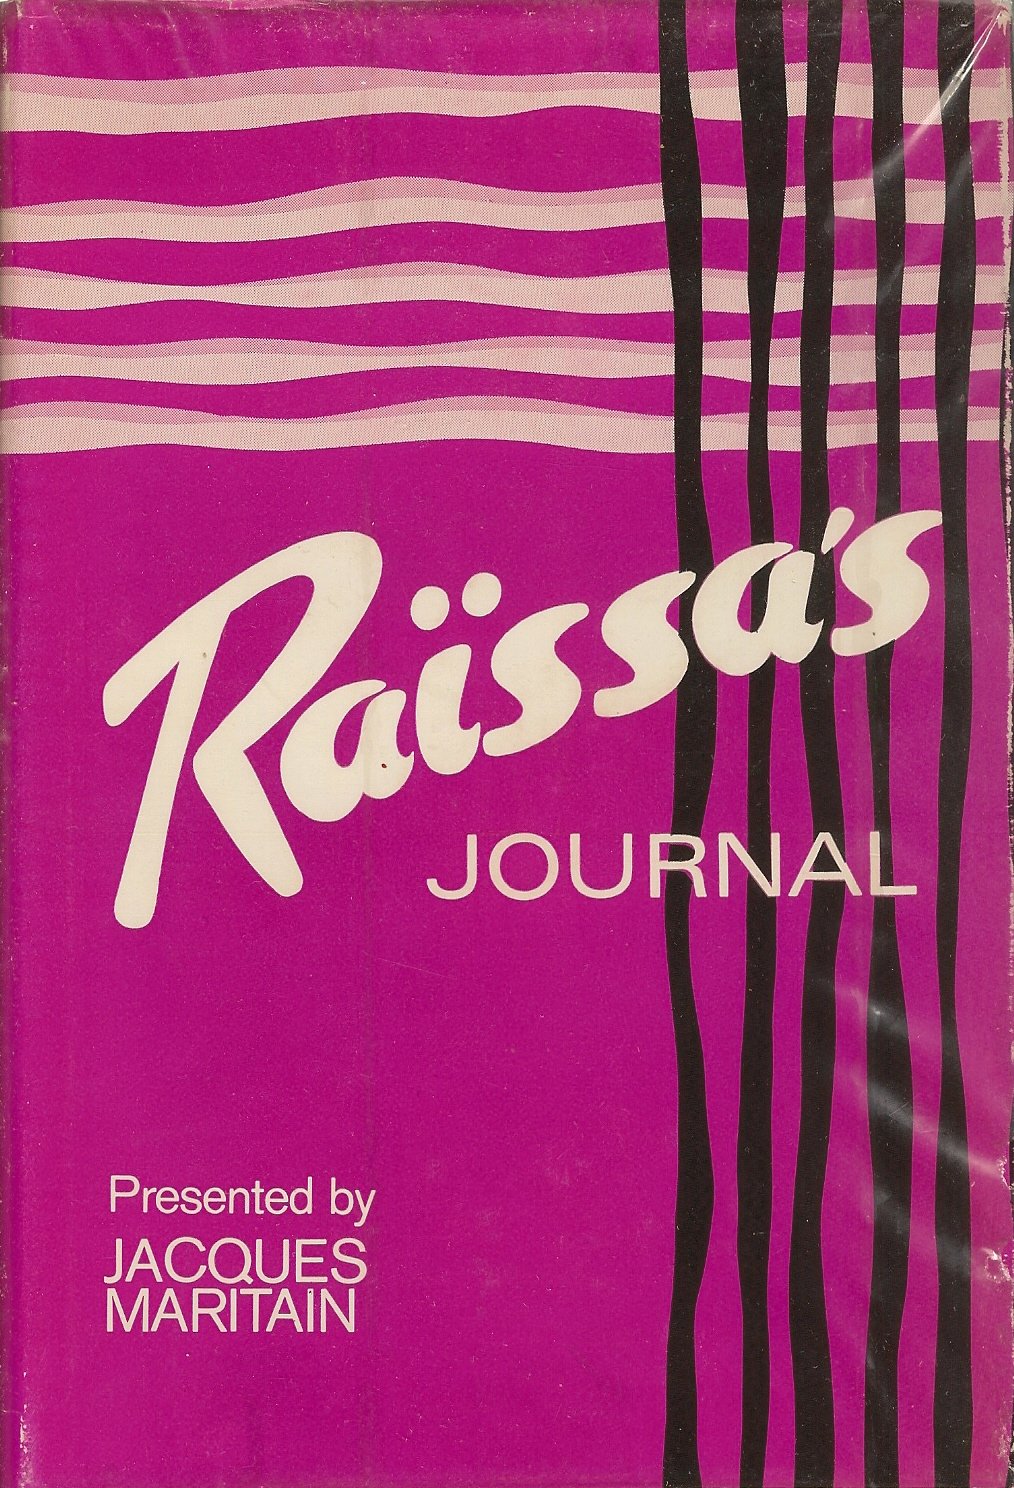 Raïssa's
JOURNAL
Presented by
JACQUES
MARITAIN